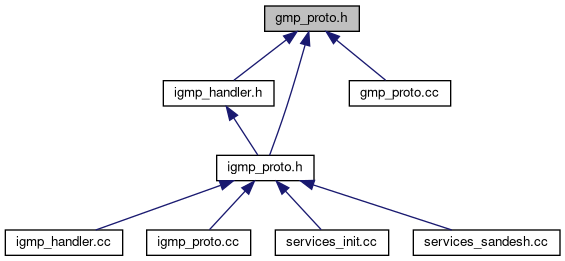 gmp_proto.h
igmp_handler.h
gmp_proto.cc
igmp_proto.h
igmp_handler.cc
igmp_proto.cc
services_init.cc
services_sandesh.cc